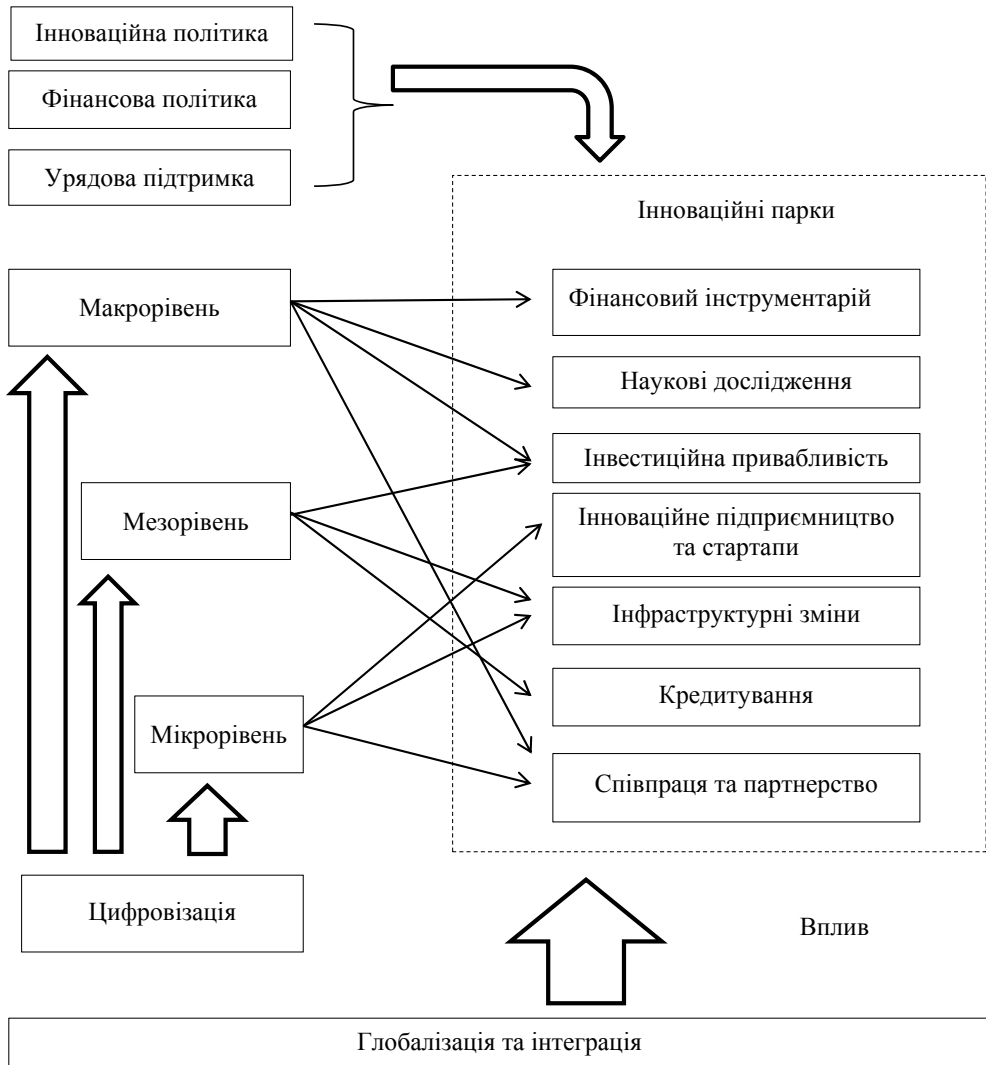 Інноваційна політика
Фінансова політика
Урядова підтримка
Інноваційні парки
Макрорівень
Фінансовий інструментарій
Наукові дослідження
Інвестиційна привабливість
Мезорівень
Інноваційне підприємництво
та стартапи
Інфраструктурні зміни
Кредитування
Мікрорівень
Співпраця та партнерство
Цифровізація
Вплив
Глобалізація та інтеграція